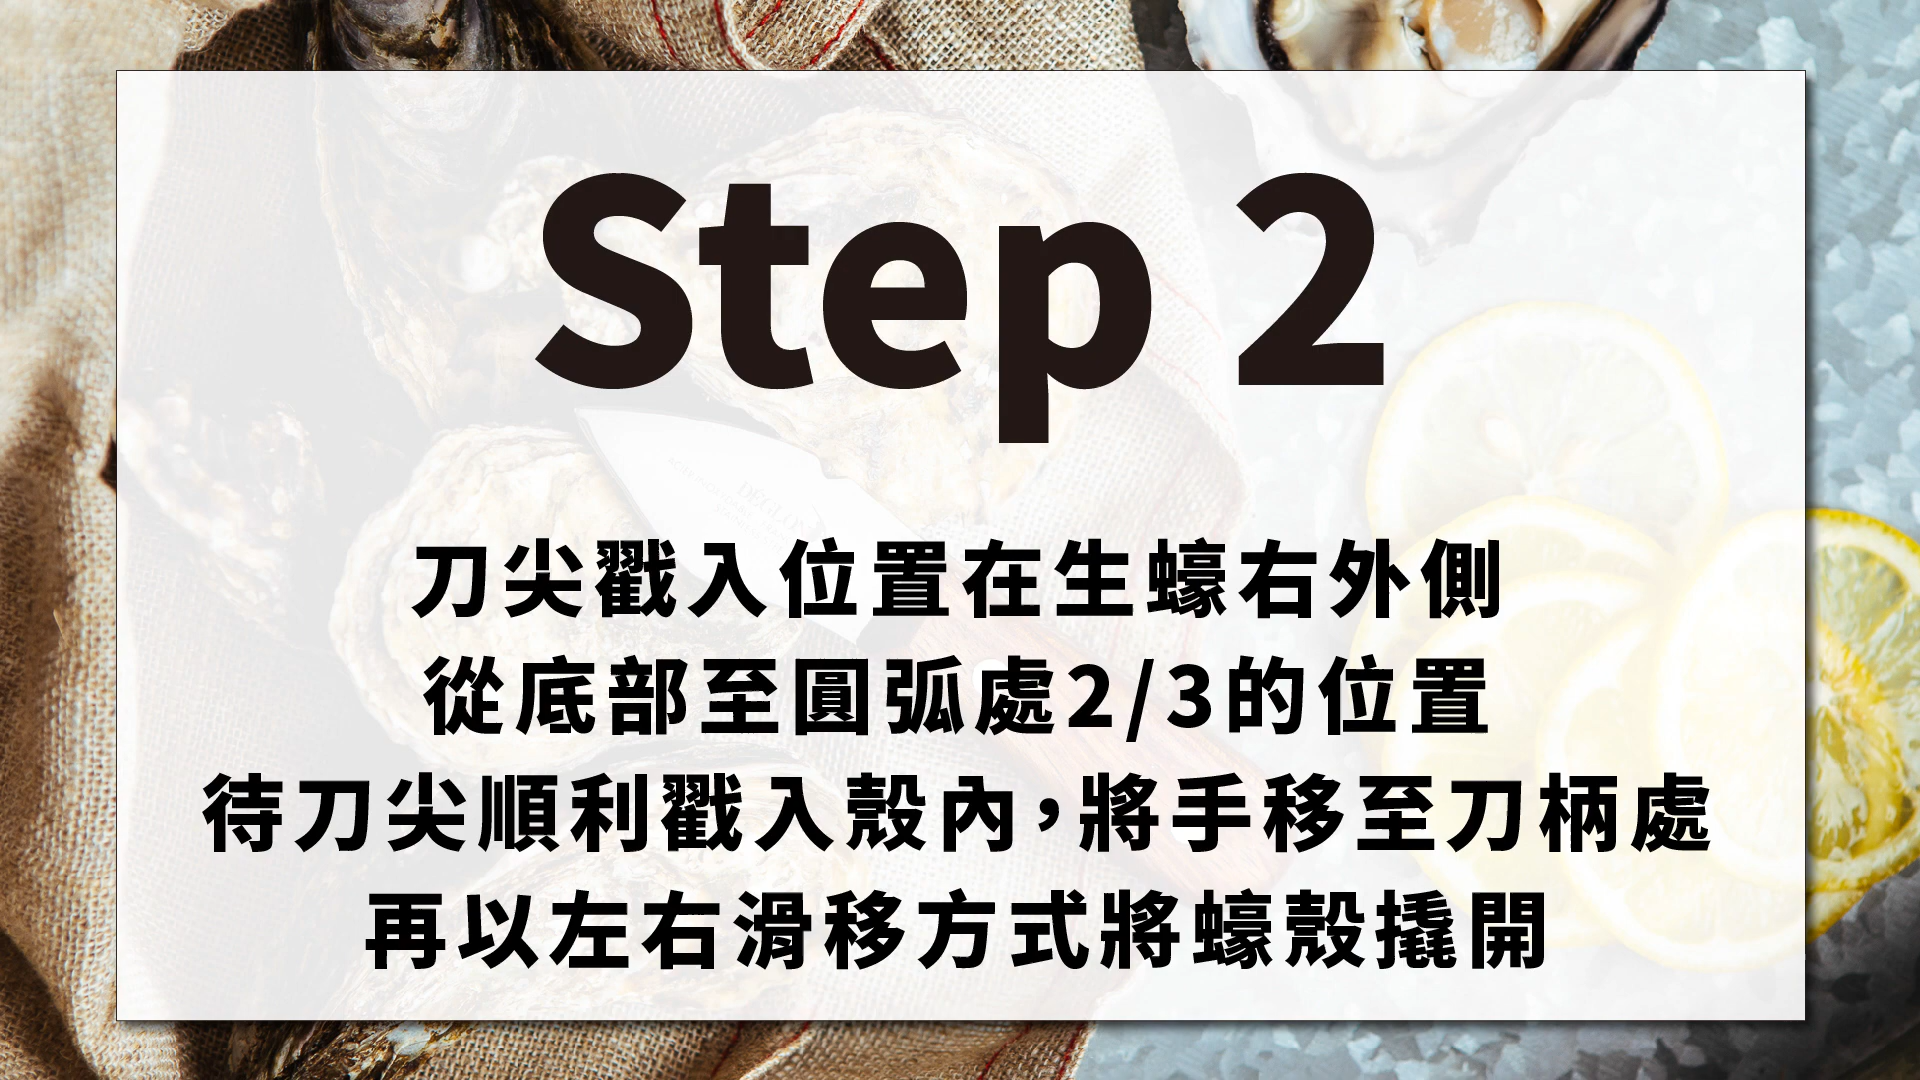 Step 2
刀尖戳入位置在生蠔右外側
從底部至圓弧處2/3的位置
待刀尖順利戳入殼內，將手移至刀柄處
再以左右滑移方式將蠔殼撬開